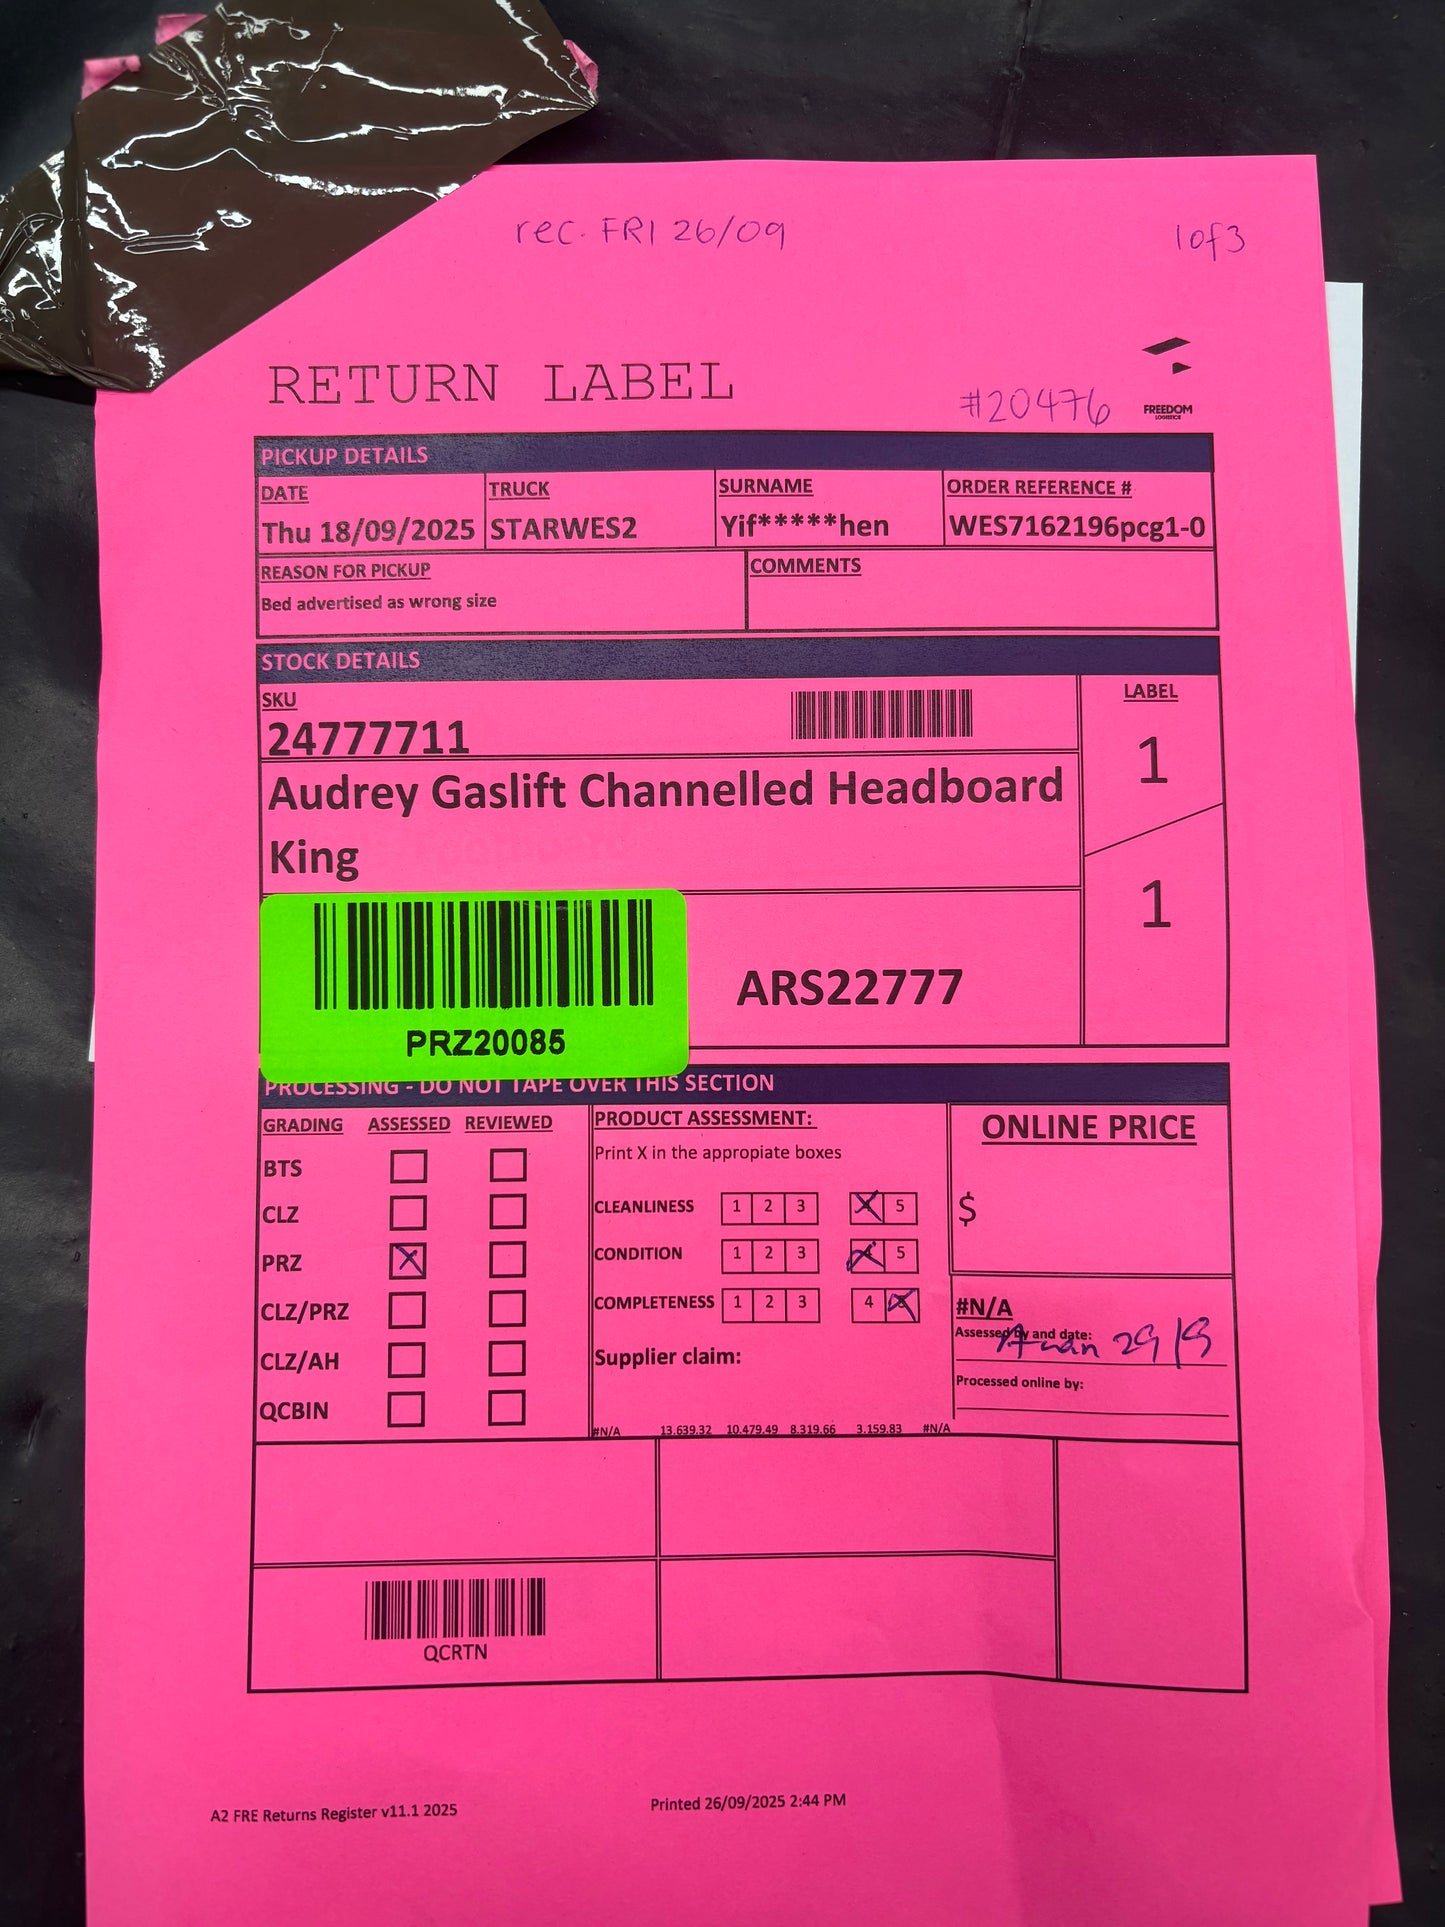 rec. FRI 26/09
1 of 3
RETURN LABEL
#20476
FREEDOM
LOGISTICS
PICKUP DETAILS
DATE TRUCK SURNAME ORDER REFERENCE #
Thu 18/09/2025 STARWES2 Yif*****hen WES7162196pcg1-0
REASON FOR PICKUP COMMENTS
Bed advertised as wrong size
STOCK DETAILS
SKU LABEL
24777711
1
Audrey Gaslift Channelled Headboard
King
1
ARS22777
PRZ20085
PROCESSING - DO NOT TAPE OVER THIS SECTION
GRADING ASSESSED REVIEWED PRODUCT ASSESSMENT: ONLINE PRICE
Print X in the appropiate boxes
BTS
CLEANLINESS 1 2 3 X 5 $
CLZ
CONDITION 1 2 3 X 5
PRZ X
COMPLETENESS 1 2 3 4 X #N/A
CLZ/PRZ
Assessed by and date:
29/9
CLZ/AH Supplier claim:
Processed online by:
QCBIN
#N/A 13.639.32 10.479.49 8.319.66 3.159.83 #N/A
QCRTN
A2 FRE Returns Register v11.1 2025 Printed 26/09/2025 2:44 PM